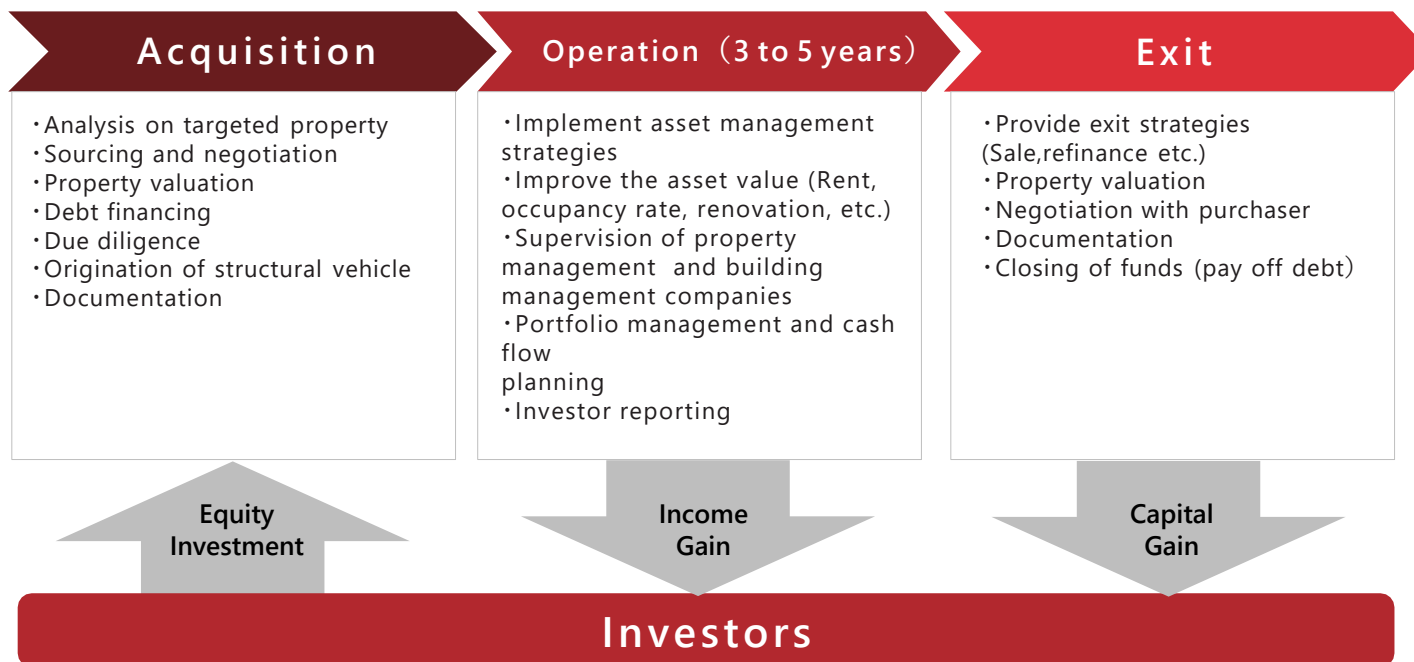 Acquisition
・Analysis on targeted property
・Sourcing and negotiation
・Property valuation
・Debt financing
・Due diligence
・Origination of structural vehicle
・Documentation
Operation（3 to 5 years）
・Implement asset management
strategies
・Improve the asset value (Rent,
occupancy rate, renovation, etc.)
・Supervision of property
management and building
management companies
・Portfolio management and cash
flow
planning
・Investor reporting
Exit
・Provide exit strategies
(Sale,refinance etc.)
・Property valuation
・Negotiation with purchaser
・Documentation
・Closing of funds (pay off debt）
Equity
Investment
Income
Gain
Capital
Gain
Investors